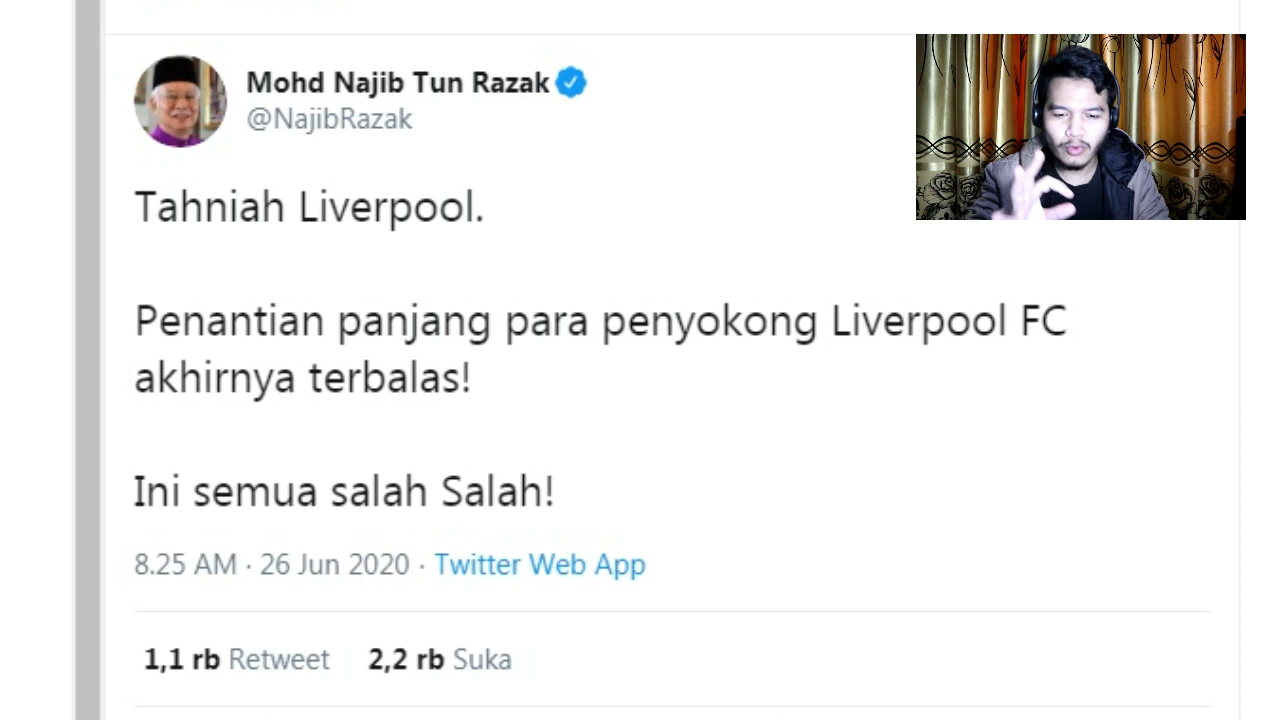 Mohd Najib Tun Razak
@NajibRazak
Tahniah Liverpool.
Penantian panjang para penyokong Liverpool FC
akhirnya terbalas!
Ini semua salah Salah!
8.25 AM · 26 Jun 2020 · Twitter Web App
1,1 rb Retweet 2,2 rb Suka